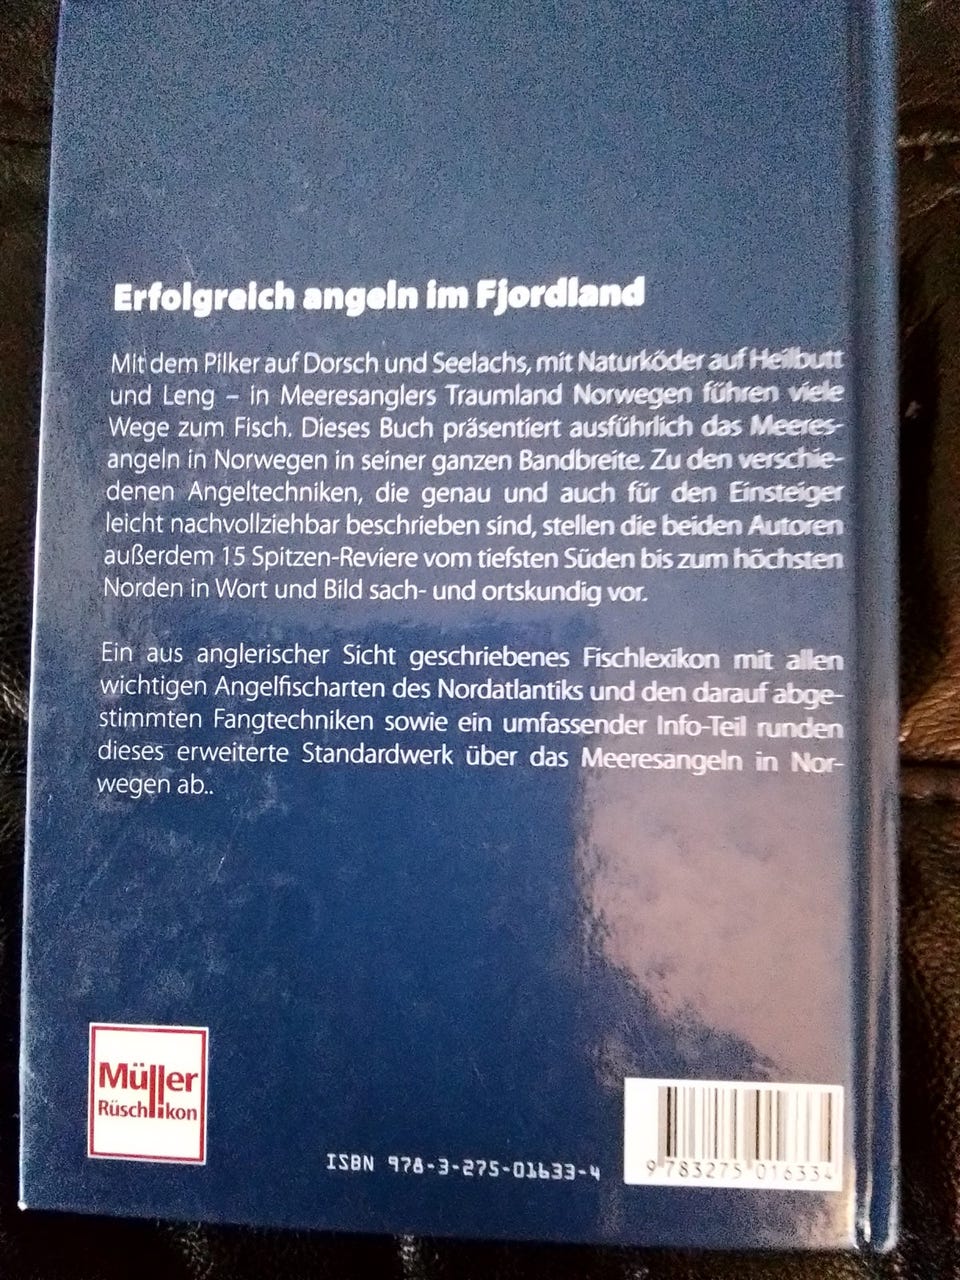 Erfolgreich angeln im Fjordland
Mit dem Pilker auf Dorsch und Seelachs, mit Naturköder auf Heilbutt
und Leng – in Meeresanglers Traumland Norwegen führen viele
Wege zum Fisch. Dieses Buch präsentiert ausführlich das Meeres-
angeln in Norwegen in seiner ganzen Bandbreite. Zu den verschie-
denen Angeltechniken, die genau und auch für den Einsteiger
leicht nachvollziehbar beschrieben sind, stellen die beiden Autoren
außerdem 15 Spitzen-Reviere vom tiefsten Süden bis zum höchsten
Norden in Wort und Bild sach- und ortskundig vor.
Ein aus anglerischer Sicht geschriebenes Fischlexikon mit allen
wichtigen Angelfischarten des Nordatlantiks und den darauf abge-
stimmten Fangtechniken sowie ein umfassender Info-Teil runden
dieses erweiterte Standardwerk über das Meeresangeln in Nor-
wegen ab..
Müller
Rüschlikon
ISBN 978-3-275-01633-4
9 783275 016334